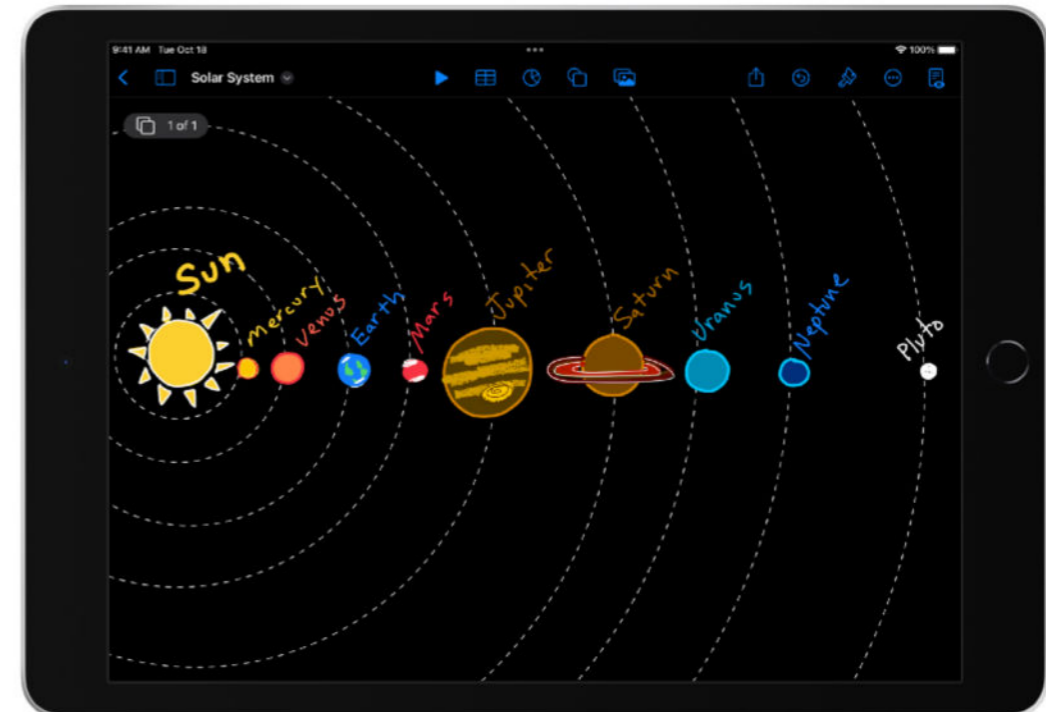 9:41 AM Tue Oct 18
100%
Solar System
1 of 1
Sun
mercury
Venus
Earth
Mars
Jupiter
Saturn
Uranus
Neptune
Pluto